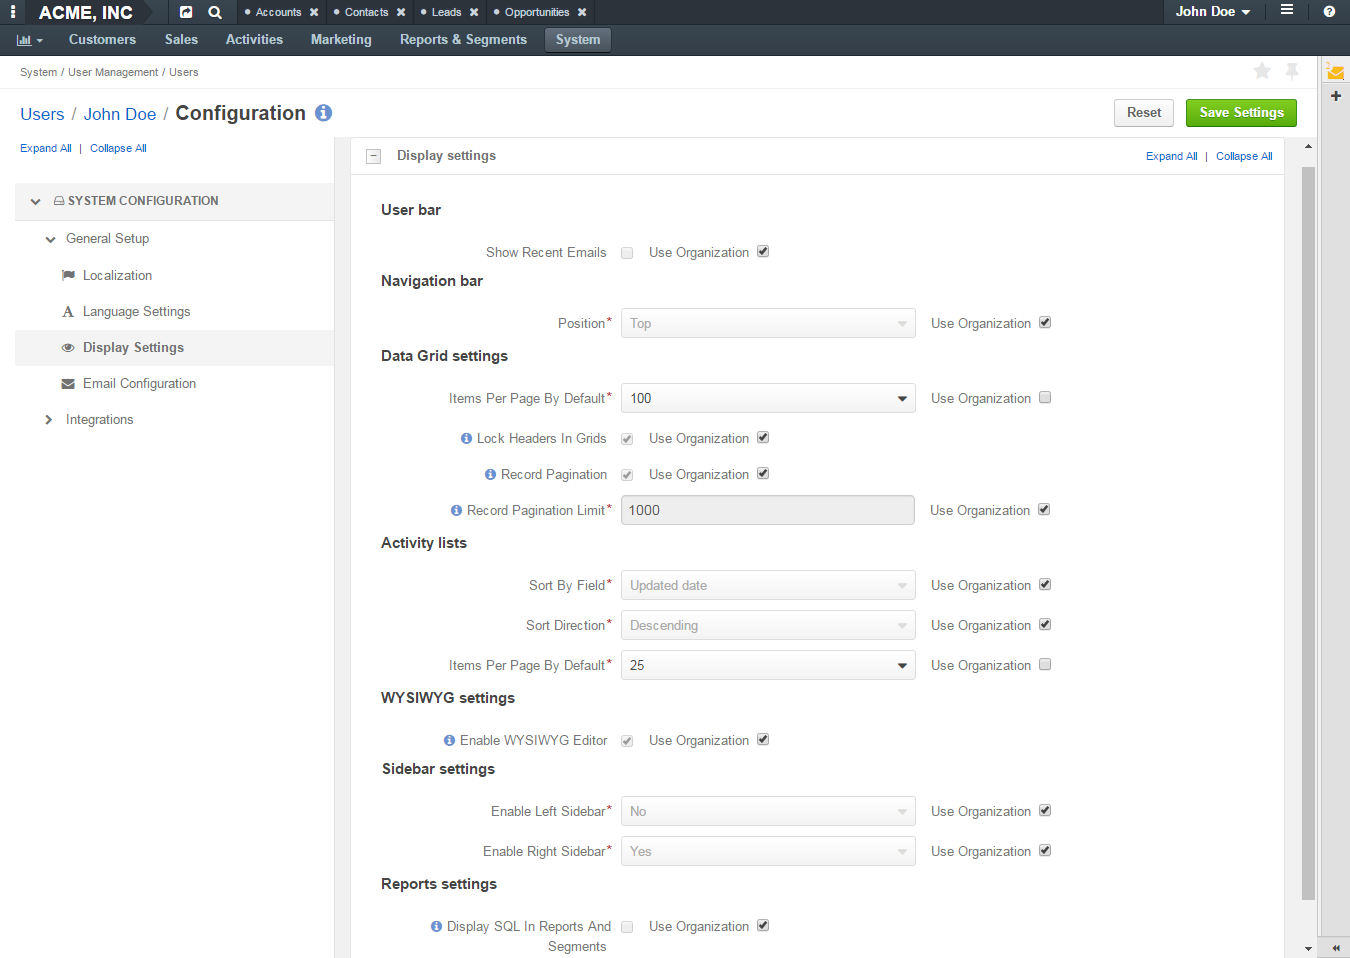 ACME, INC
Accounts
Contacts
Leads
Opportunities
John Doe
Customers
Sales
Activities
Marketing
Reports & Segments
System
System / User Management / Users
Users / John Doe / Configuration
Reset
Save Settings
Expand All | Collapse All
SYSTEM CONFIGURATION
General Setup
Localization
Language Settings
Display Settings
Email Configuration
Integrations
Display settings
Expand All | Collapse All
User bar
Show Recent Emails Use Organization
Navigation bar
Position* Top Use Organization
Data Grid settings
Items Per Page By Default* 100 Use Organization
Lock Headers In Grids Use Organization
Record Pagination Use Organization
Record Pagination Limit* 1000 Use Organization
Activity lists
Sort By Field* Updated date Use Organization
Sort Direction* Descending Use Organization
Items Per Page By Default* 25 Use Organization
WYSIWYG settings
Enable WYSIWYG Editor Use Organization
Sidebar settings
Enable Left Sidebar* No Use Organization
Enable Right Sidebar* Yes Use Organization
Reports settings
Display SQL In Reports And Use Organization
Segments